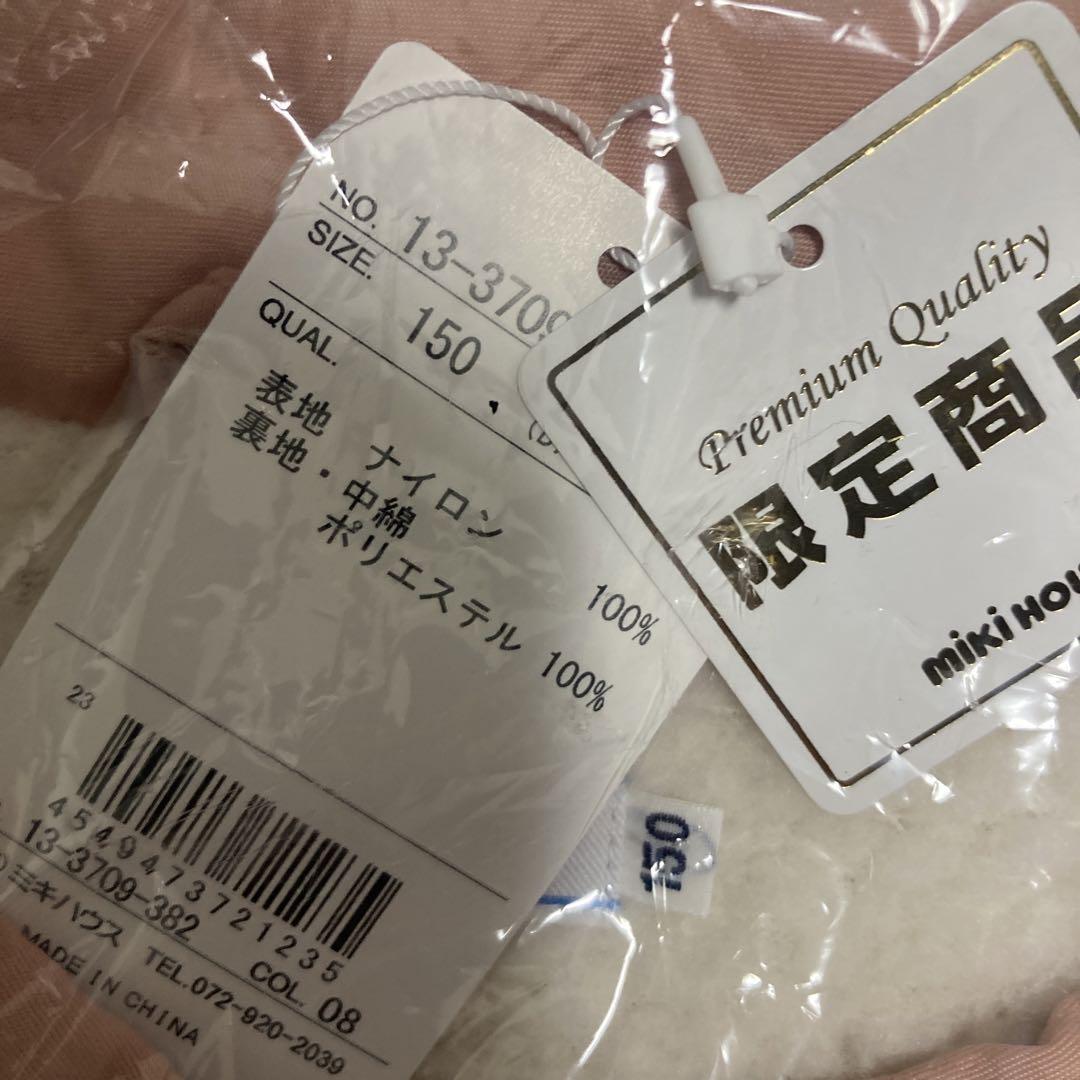 NO. 13-3709
SIZE. 150
QUAL.
表地 ナイロン 100%
裏地・中綿
ポリエステル 100%
23
4549473721235
13-3709-382 COL. 08
ミキハウス TEL.072-920-2039
MADE IN CHINA
Premium Quality
限定商品
miki HOU
150